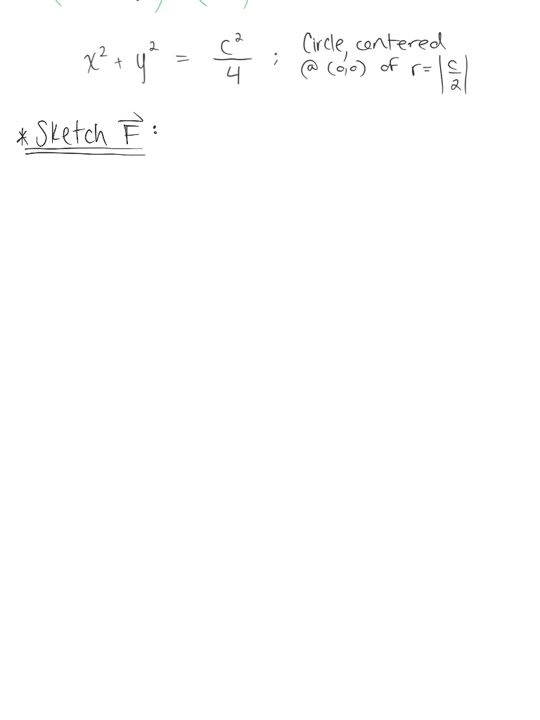 x² + y² = c²/4 ; Circle, centered @ (0,0) of r = |c/2|
* Sketch F⃗ :